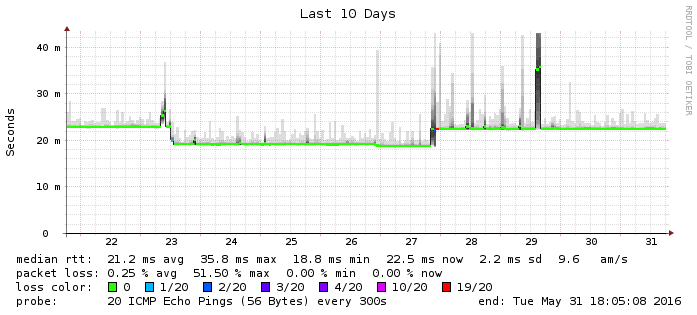 Last 10 Days
RRDTOOL / TOBI OETIKER
Seconds
40 m
30 m
20 m
10 m
0
22 23 24 25 26 27 28 29 30 31
median rtt: 21.2 ms avg 35.8 ms max 18.8 ms min 22.5 ms now 2.2 ms sd 9.6 am/s
packet loss: 0.25 % avg 51.50 % max 0.00 % min 0.00 % now
loss color: 0 1/20 2/20 3/20 4/20 10/20 19/20
probe: 20 ICMP Echo Pings (56 Bytes) every 300s end: Tue May 31 18:05:08 2016